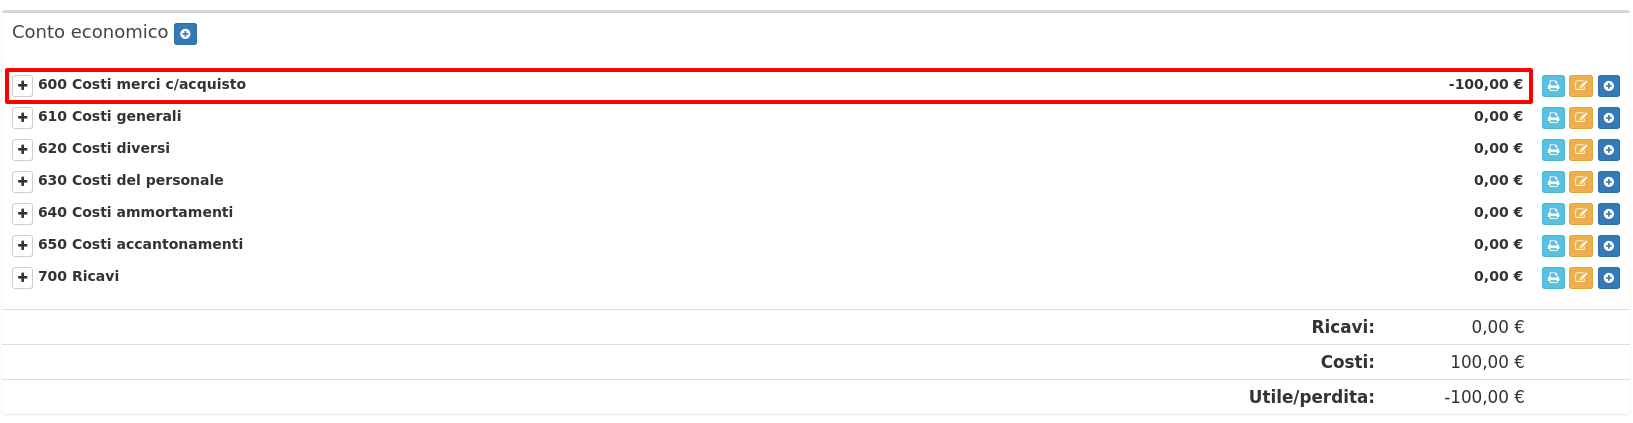 Conto economico
600 Costi merci c/acquisto -100,00 €
610 Costi generali 0,00 €
620 Costi diversi 0,00 €
630 Costi del personale 0,00 €
640 Costi ammortamenti 0,00 €
650 Costi accantonamenti 0,00 €
700 Ricavi 0,00 €
Ricavi: 0,00 €
Costi: 100,00 €
Utile/perdita: -100,00 €